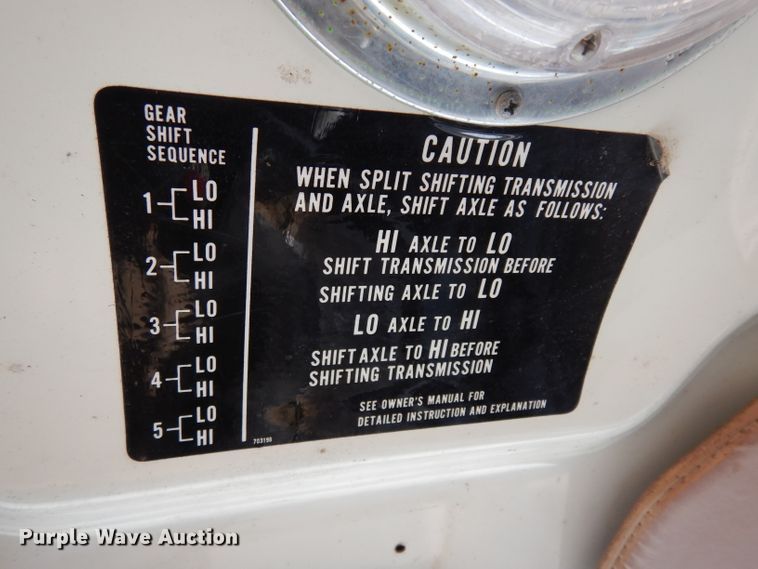 GEAR
SHIFT
SEQUENCE
1 LO
HI
2 LO
HI
3 LO
HI
4 LO
HI
5 LO
HI
CAUTION
WHEN SPLIT SHIFTING TRANSMISSION
AND AXLE, SHIFT AXLE AS FOLLOWS:
HI AXLE TO LO
SHIFT TRANSMISSION BEFORE
SHIFTING AXLE TO LO
LO AXLE TO HI
SHIFT AXLE TO HI BEFORE
SHIFTING TRANSMISSION
SEE OWNER'S MANUAL FOR
DETAILED INSTRUCTION AND EXPLANATION
703198
Purple Wave Auction